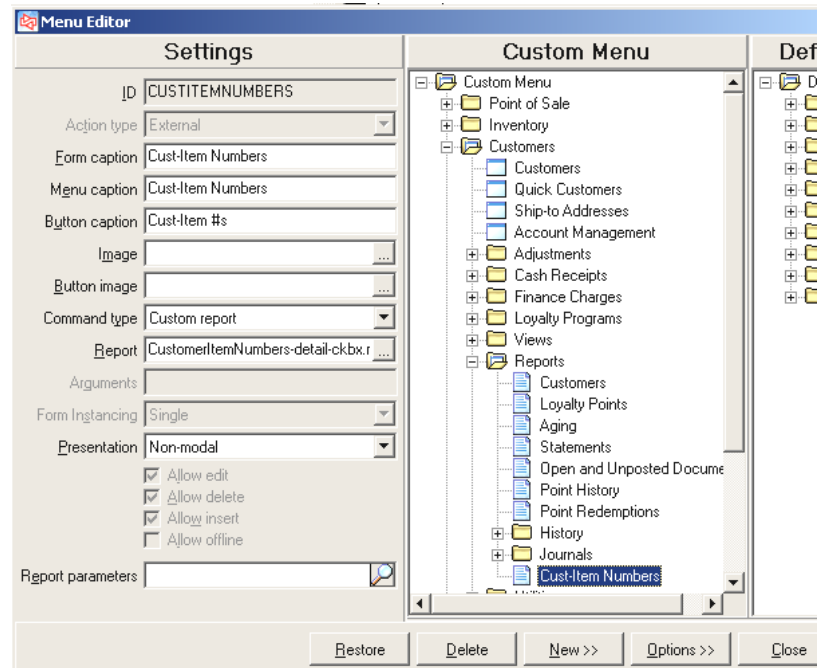 Menu Editor
Settings
ID CUSTITEMNUMBERS
Action type External
Form caption Cust-Item Numbers
Menu caption Cust-Item Numbers
Button caption Cust-Item #s
Image ...
Button image ...
Command type Custom report
Report CustomerItemNumbers-detail-ckbx.r ...
Arguments
Form Instancing Single
Presentation Non-modal
Allow edit
Allow delete
Allow insert
Allow offline
Report parameters
Custom Menu
Custom Menu
Point of Sale
Inventory
Customers
Customers
Quick Customers
Ship-to Addresses
Account Management
Adjustments
Cash Receipts
Finance Charges
Loyalty Programs
Views
Reports
Customers
Loyalty Points
Aging
Statements
Open and Unposted Docume
Point History
Point Redemptions
History
Journals
Cust-Item Numbers
Def
D
Restore Delete New >> Options >> Close